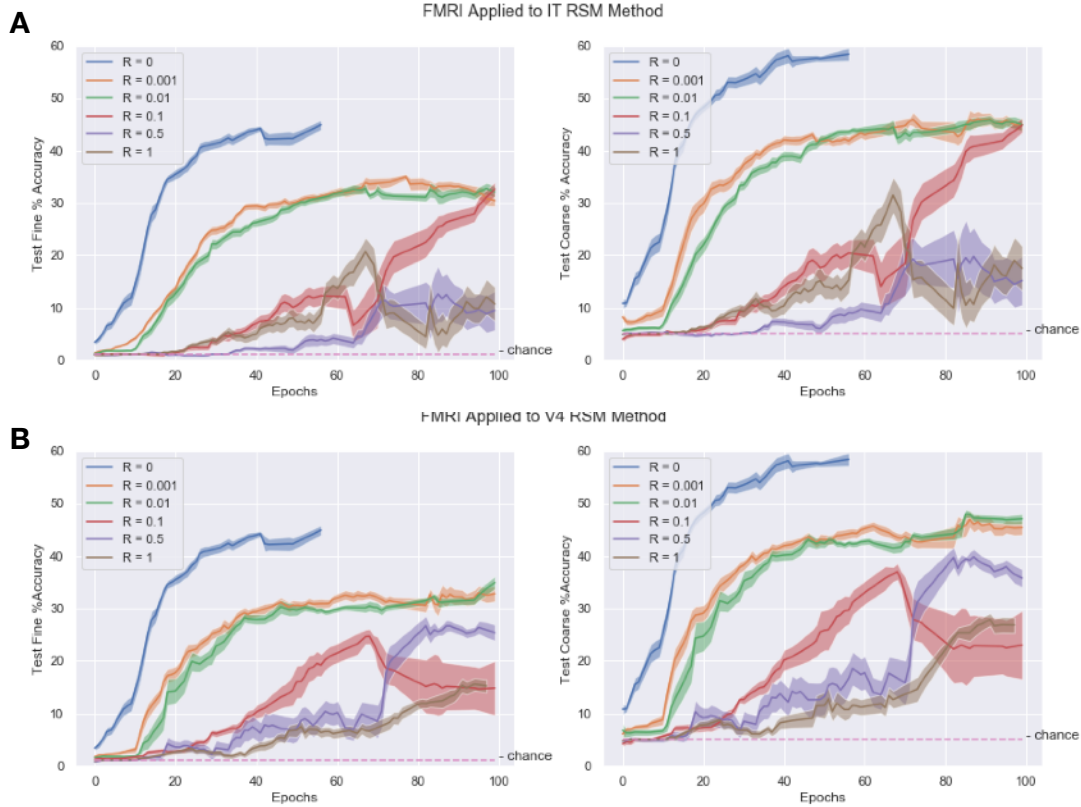 A
FMRI Applied to IT RSM Method
60
50
40
30
20
10
0
Test Fine % Accuracy
R = 0
R = 0.001
R = 0.01
R = 0.1
R = 0.5
R = 1
- chance
0 20 40 60 80 100
Epochs
60
50
40
30
20
10
0
Test Coarse % Accuracy
R = 0
R = 0.001
R = 0.01
R = 0.1
R = 0.5
R = 1
- chance
0 20 40 60 80 100
Epochs
B
FMRI Applied to V4 RSM Method
60
50
40
30
20
10
0
Test Fine %Accuracy
R = 0
R = 0.001
R = 0.01
R = 0.1
R = 0.5
R = 1
- chance
0 20 40 60 80 100
Epochs
60
50
40
30
20
10
0
Test Coarse %Accuracy
R = 0
R = 0.001
R = 0.01
R = 0.1
R = 0.5
R = 1
- chance
0 20 40 60 80 100
Epochs